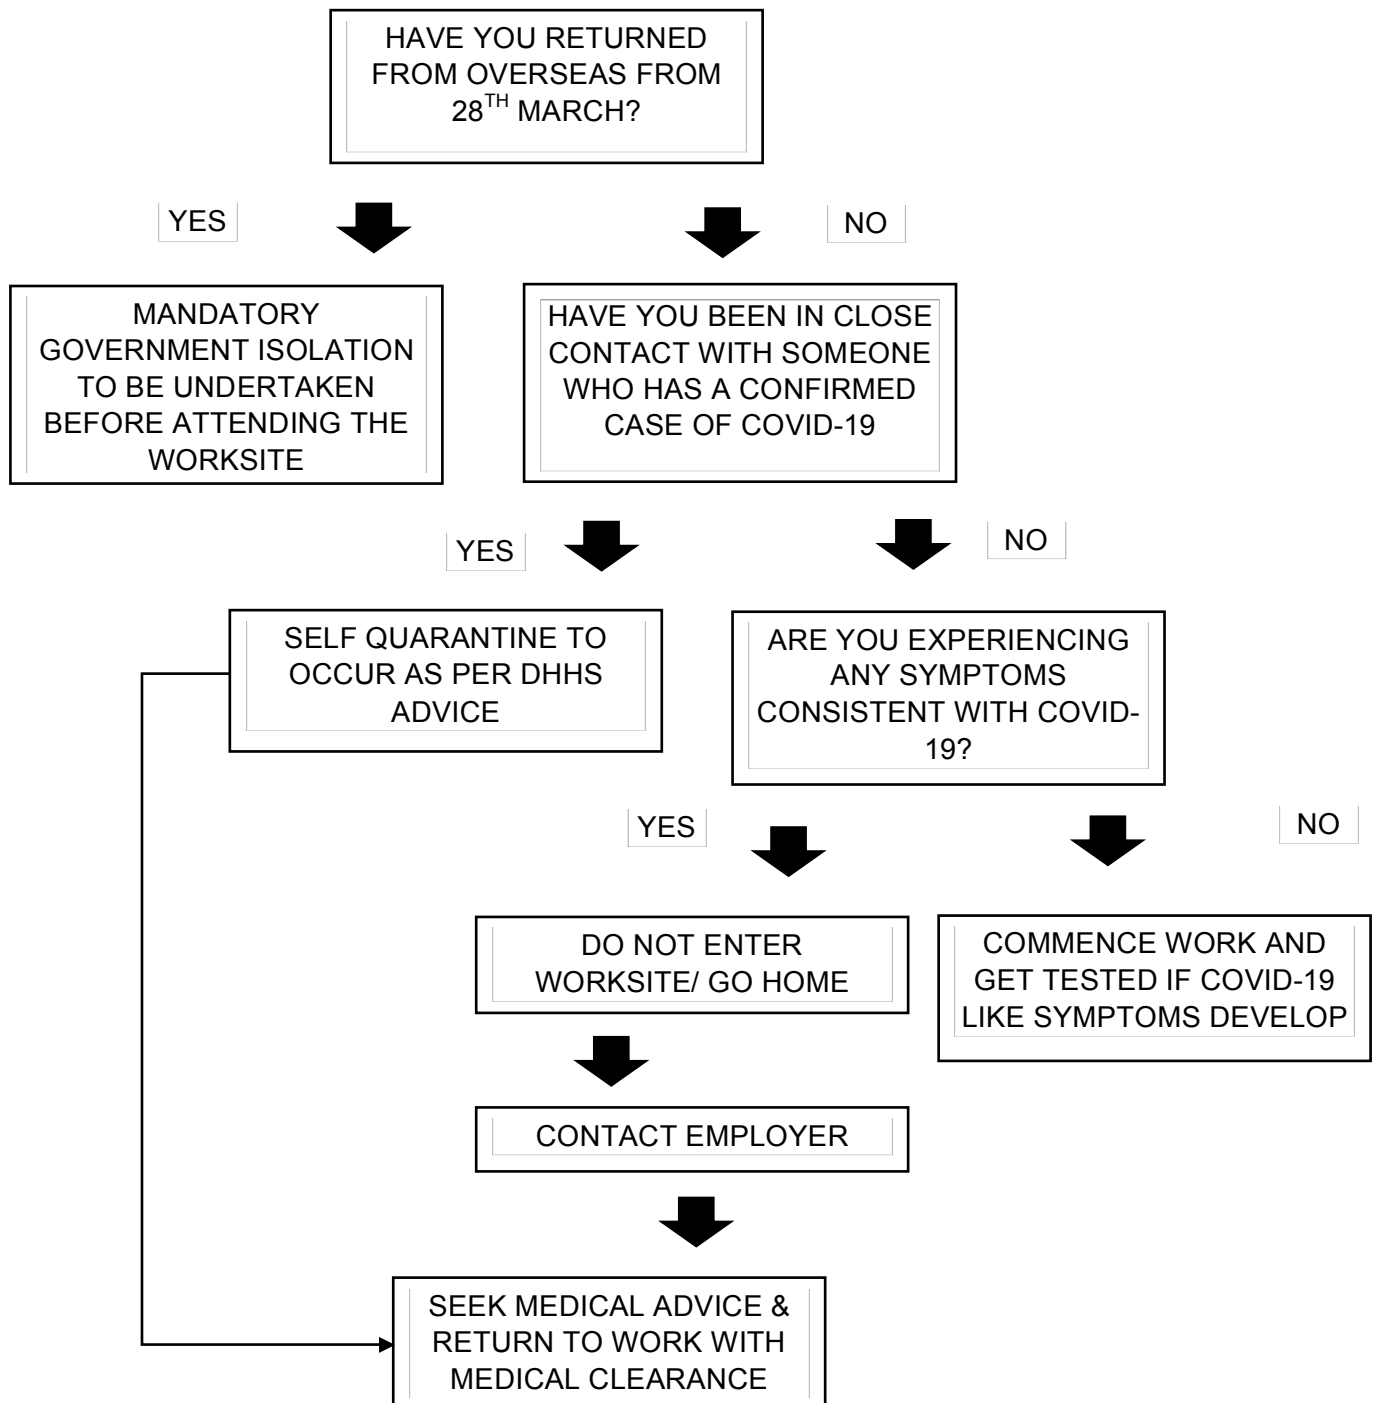 HAVE YOU RETURNED
FROM OVERSEAS FROM
28TH MARCH?
YES
NO
MANDATORY
GOVERNMENT ISOLATION
TO BE UNDERTAKEN
BEFORE ATTENDING THE
WORKSITE
HAVE YOU BEEN IN CLOSE
CONTACT WITH SOMEONE
WHO HAS A CONFIRMED
CASE OF COVID-19
YES
NO
SELF QUARANTINE TO
OCCUR AS PER DHHS
ADVICE
ARE YOU EXPERIENCING
ANY SYMPTOMS
CONSISTENT WITH COVID-
19?
YES
NO
DO NOT ENTER
WORKSITE/ GO HOME
COMMENCE WORK AND
GET TESTED IF COVID-19
LIKE SYMPTOMS DEVELOP
CONTACT EMPLOYER
SEEK MEDICAL ADVICE &
RETURN TO WORK WITH
MEDICAL CLEARANCE